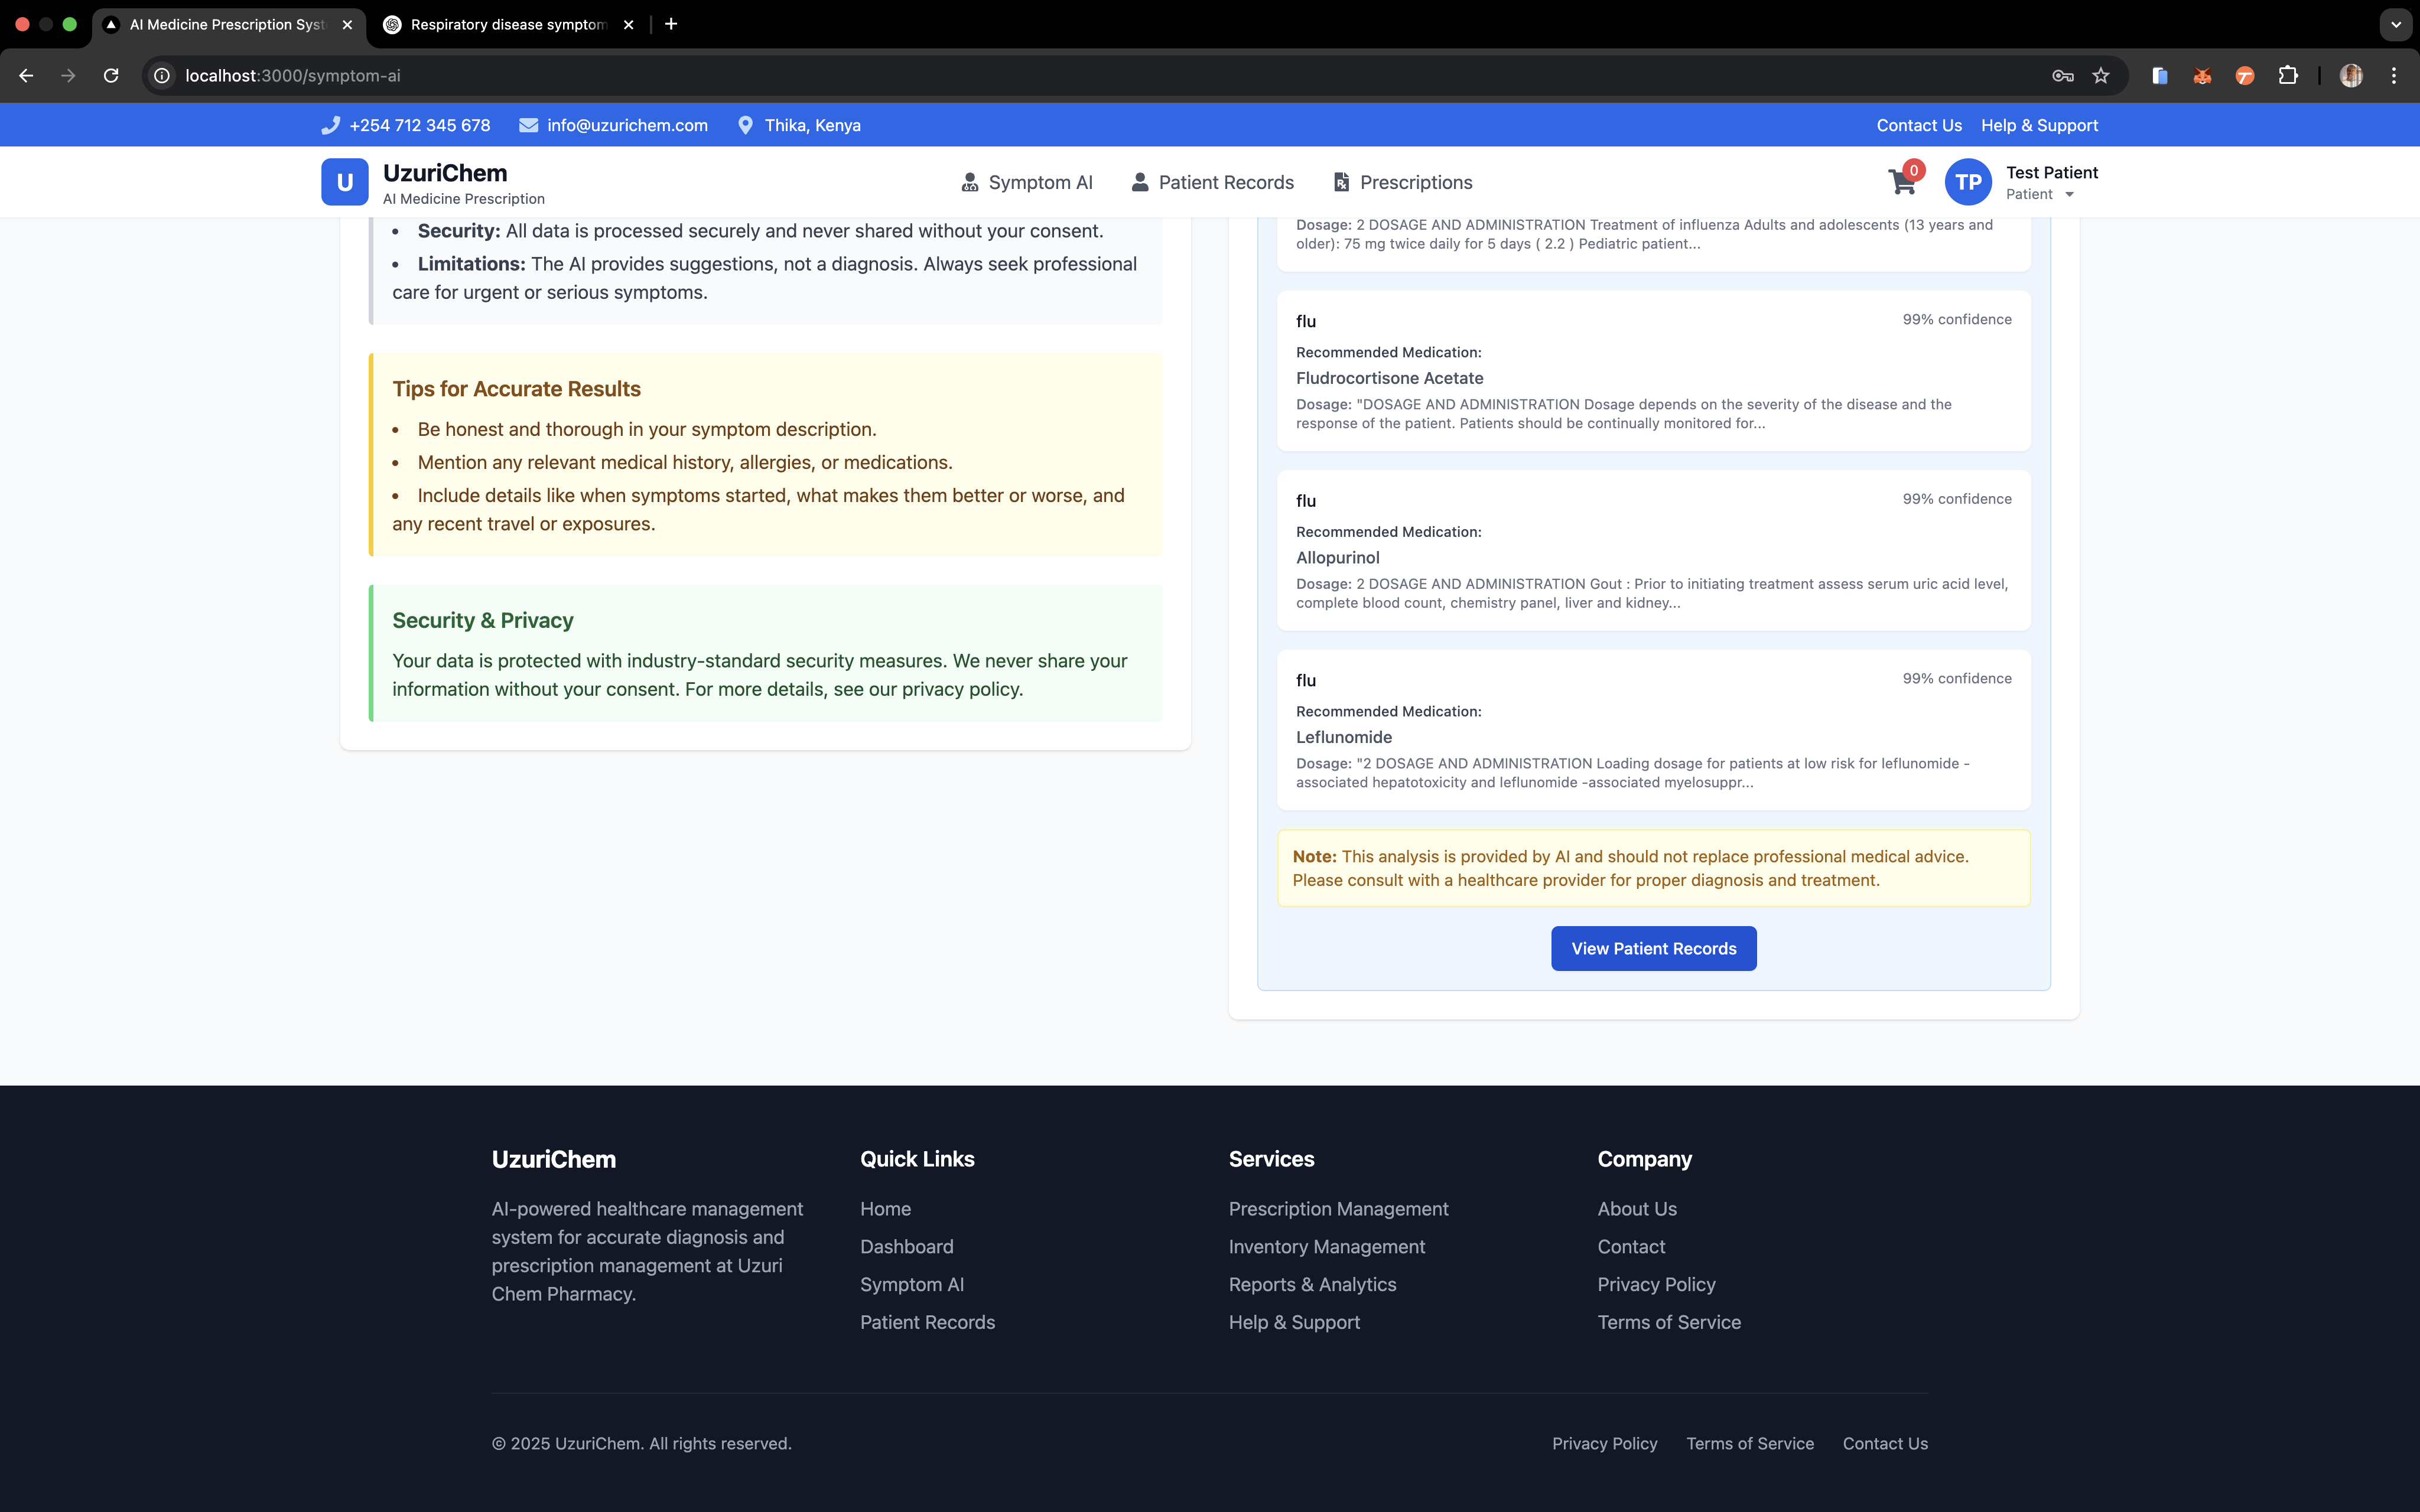 AI Medicine Prescription Syst
Respiratory disease symptom
localhost:3000/symptom-ai
+254 712 345 678
info@uzurichem.com
Thika, Kenya
Contact Us
Help & Support
U
UzuriChem
AI Medicine Prescription
Symptom AI
Patient Records
Prescriptions
0
TP
Test Patient
Patient
• Security: All data is processed securely and never shared without your consent.
• Limitations: The AI provides suggestions, not a diagnosis. Always seek professional
care for urgent or serious symptoms.
Tips for Accurate Results
• Be honest and thorough in your symptom description.
• Mention any relevant medical history, allergies, or medications.
• Include details like when symptoms started, what makes them better or worse, and
any recent travel or exposures.
Security & Privacy
Your data is protected with industry-standard security measures. We never share your
information without your consent. For more details, see our privacy policy.
Dosage: 2 DOSAGE AND ADMINISTRATION Treatment of influenza Adults and adolescents (13 years and
older): 75 mg twice daily for 5 days ( 2.2 ) Pediatric patient...
flu
99% confidence
Recommended Medication:
Fludrocortisone Acetate
Dosage: "DOSAGE AND ADMINISTRATION Dosage depends on the severity of the disease and the
response of the patient. Patients should be continually monitored for...
flu
99% confidence
Recommended Medication:
Allopurinol
Dosage: 2 DOSAGE AND ADMINISTRATION Gout : Prior to initiating treatment assess serum uric acid level,
complete blood count, chemistry panel, liver and kidney...
flu
99% confidence
Recommended Medication:
Leflunomide
Dosage: "2 DOSAGE AND ADMINISTRATION Loading dosage for patients at low risk for leflunomide -
associated hepatotoxicity and leflunomide -associated myelosuppr...
Note: This analysis is provided by AI and should not replace professional medical advice.
Please consult with a healthcare provider for proper diagnosis and treatment.
View Patient Records
UzuriChem
AI-powered healthcare management
system for accurate diagnosis and
prescription management at Uzuri
Chem Pharmacy.
Quick Links
Home
Dashboard
Symptom AI
Patient Records
Services
Prescription Management
Inventory Management
Reports & Analytics
Help & Support
Company
About Us
Contact
Privacy Policy
Terms of Service
© 2025 UzuriChem. All rights reserved.
Privacy Policy
Terms of Service
Contact Us